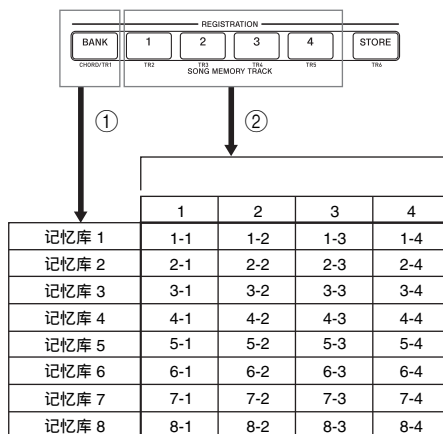 REGISTRATION
BANK 1 2 3 4 STORE
CHORD/TR1 TR2 TR3 TR4 TR5 TR6
SONG MEMORY TRACK
① ②
1 2 3 4
记忆库 1 1-1 1-2 1-3 1-4
记忆库 2 2-1 2-2 2-3 2-4
记忆库 3 3-1 3-2 3-3 3-4
记忆库 4 4-1 4-2 4-3 4-4
记忆库 5 5-1 5-2 5-3 5-4
记忆库 6 6-1 6-2 6-3 6-4
记忆库 7 7-1 7-2 7-3 7-4
记忆库 8 8-1 8-2 8-3 8-4